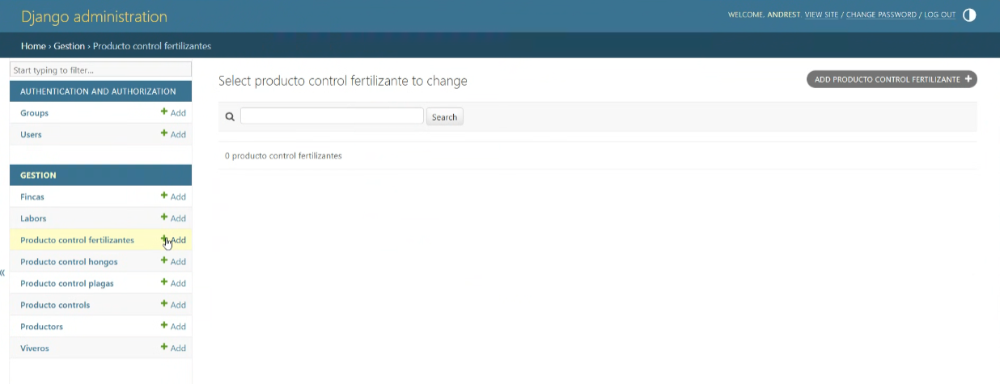 Django administration
WELCOME, ANDREST. VIEW SITE / CHANGE PASSWORD / LOG OUT
Home › Gestion › Producto control fertilizantes
Start typing to filter...
AUTHENTICATION AND AUTHORIZATION
Groups + Add
Users + Add
GESTION
Fincas + Add
Labors + Add
Producto control fertilizantes + Add
Producto control hongos + Add
Producto control plagas + Add
Producto controls + Add
Productors + Add
Viveros + Add
«
Select producto control fertilizante to change
ADD PRODUCTO CONTROL FERTILIZANTE +
Search
0 producto control fertilizantes